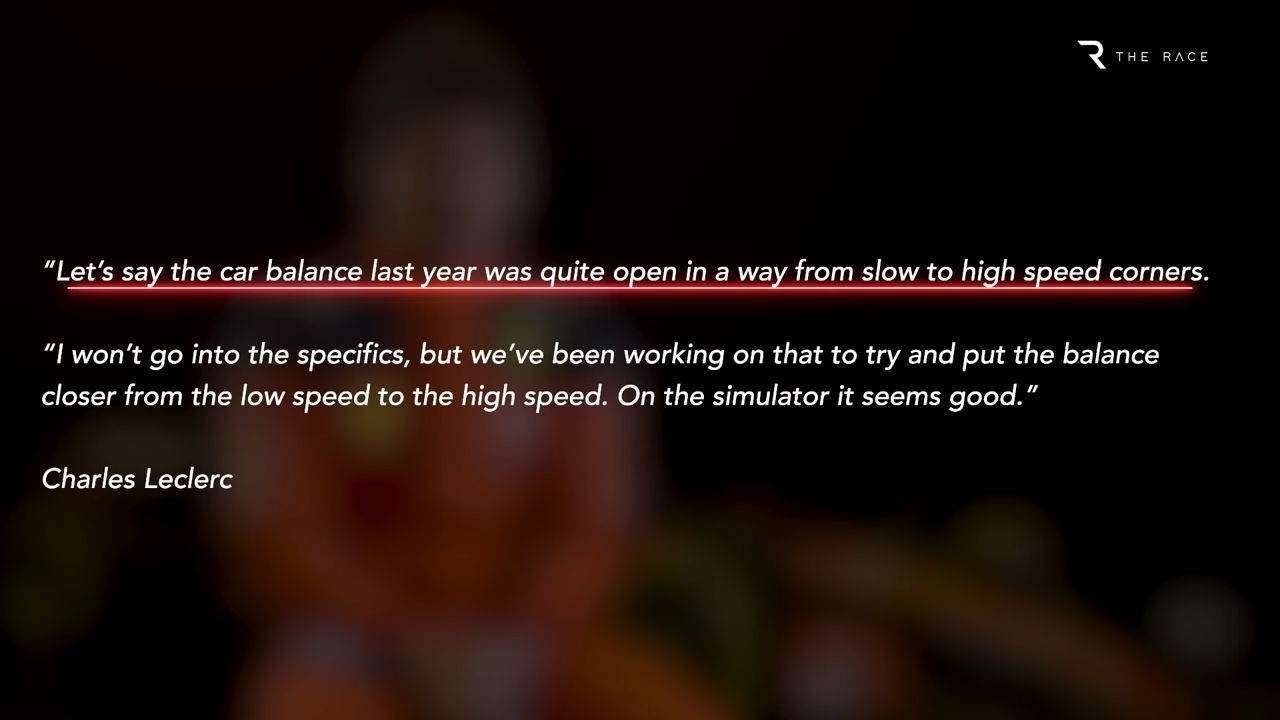 THE RACE
“Let’s say the car balance last year was quite open in a way from slow to high speed corners.
“I won’t go into the specifics, but we’ve been working on that to try and put the balance
closer from the low speed to the high speed. On the simulator it seems good.”
Charles Leclerc